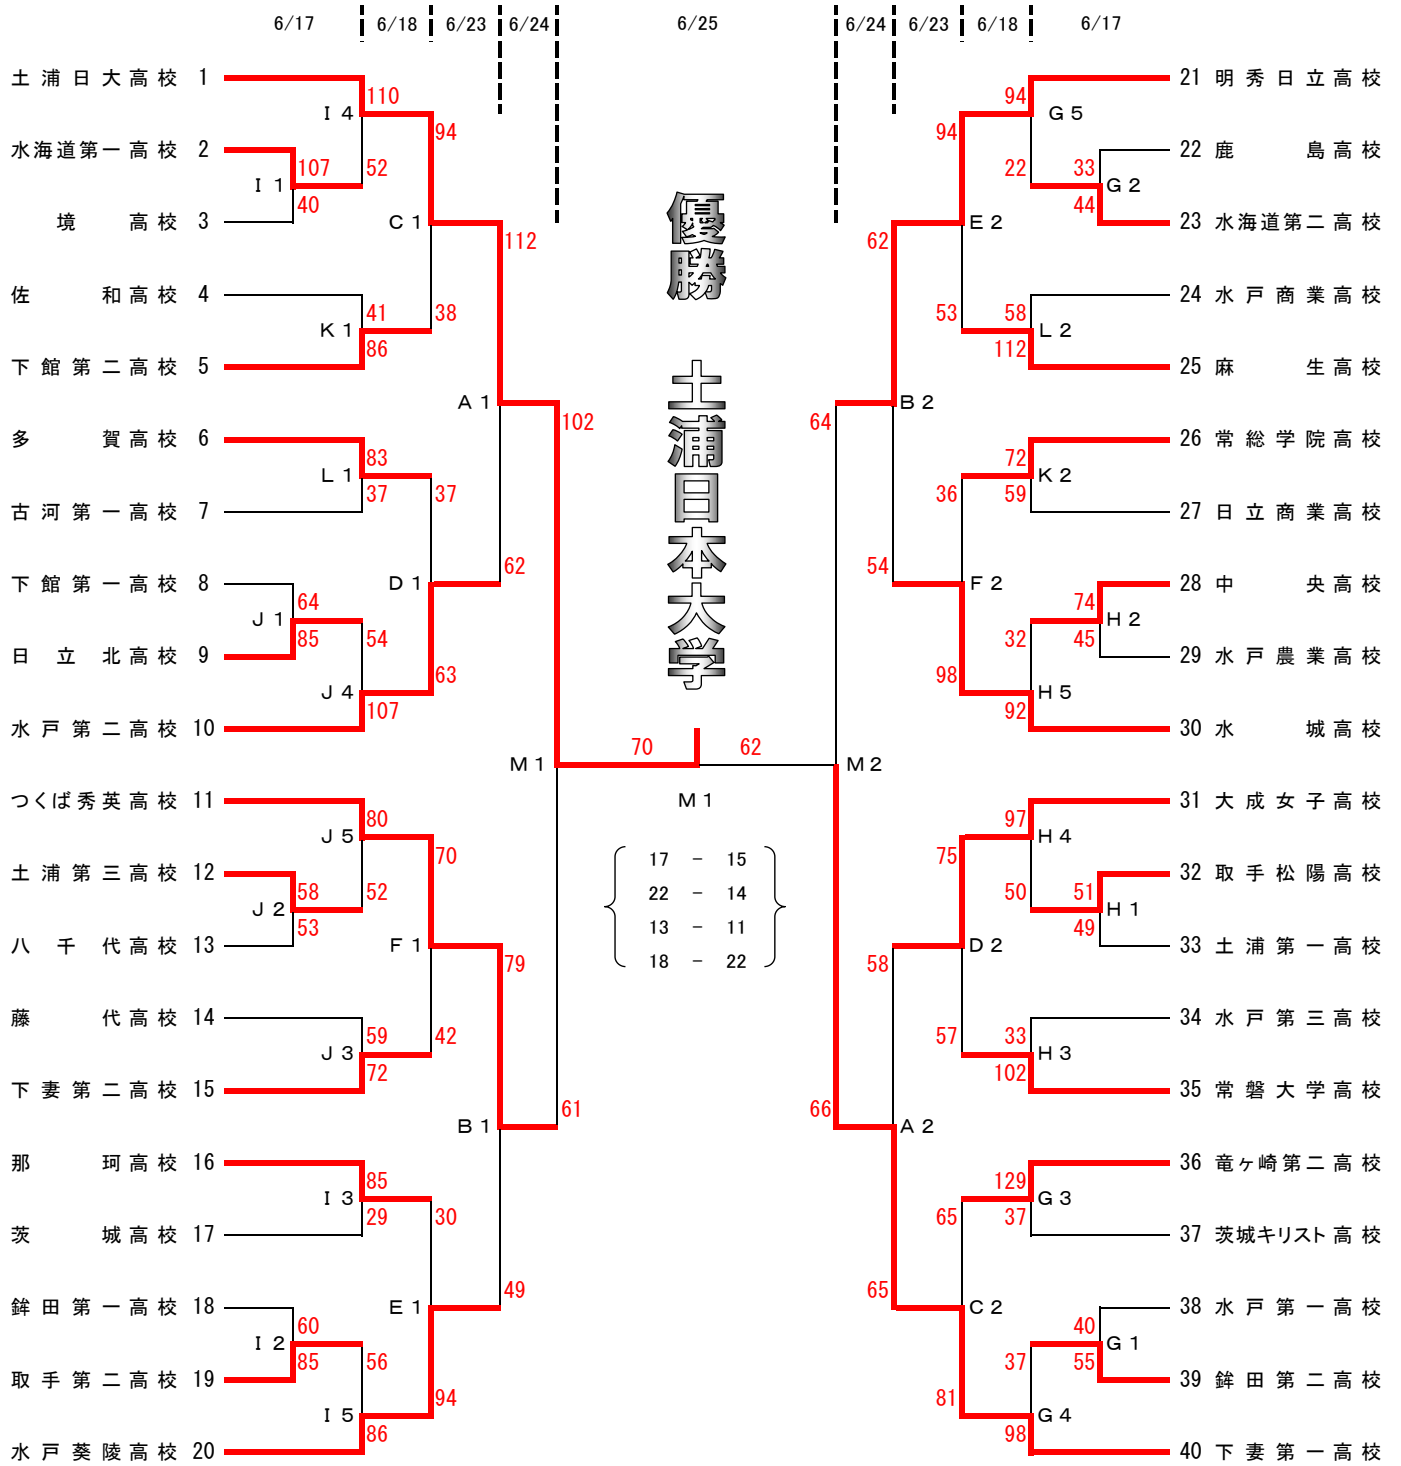 6/17 6/18 6/23 6/24 6/25 6/24 6/23 6/18 6/17
土浦日大高校 1
水海道第一高校 2
境 高校 3
佐 和高校 4
下館第二高校 5
多 賀高校 6
古河第一高校 7
下館第一高校 8
日立北高校 9
水戸第二高校 10
つくば秀英高校 11
土浦第三高校 12
八千代高校 13
藤 代高校 14
下妻第二高校 15
那 珂高校 16
茨 城高校 17
鉾田第一高校 18
取手第二高校 19
水戸葵陵高校 20
I 4
110
52
I 1
107
40
C 1
94
38
K 1
41
86
A 1
112
62
L 1
83
37
D 1
37
63
J 1
64
85
J 4
54
107
M 1
102
61
J 5
80
52
J 2
58
53
F 1
70
42
J 3
59
72
B 1
79
49
I 3
85
29
E 1
30
94
I 2
60
85
I 5
56
86
優勝 土浦日本大学
70 62
M 1
17 － 15
22 － 14
13 － 11
18 － 22
94
G 5
22
33
G 2
44
94
E 2
53
58
L 2
112
62
B 2
54
72
K 2
59
36
F 2
98
74
H 2
45
32
H 5
92
64
M 2
66
97
H 4
50
51
H 1
49
75
D 2
57
33
H 3
102
58
A 2
65
129
G 3
37
65
C 2
81
40
G 1
55
37
G 4
98
21 明秀日立高校
22 鹿 島高校
23 水海道第二高校
24 水戸商業高校
25 麻 生高校
26 常総学院高校
27 日立商業高校
28 中 央高校
29 水戸農業高校
30 水 城高校
31 大成女子高校
32 取手松陽高校
33 土浦第一高校
34 水戸第三高校
35 常磐大学高校
36 竜ヶ崎第二高校
37 茨城キリスト高校
38 水戸第一高校
39 鉾田第二高校
40 下妻第一高校